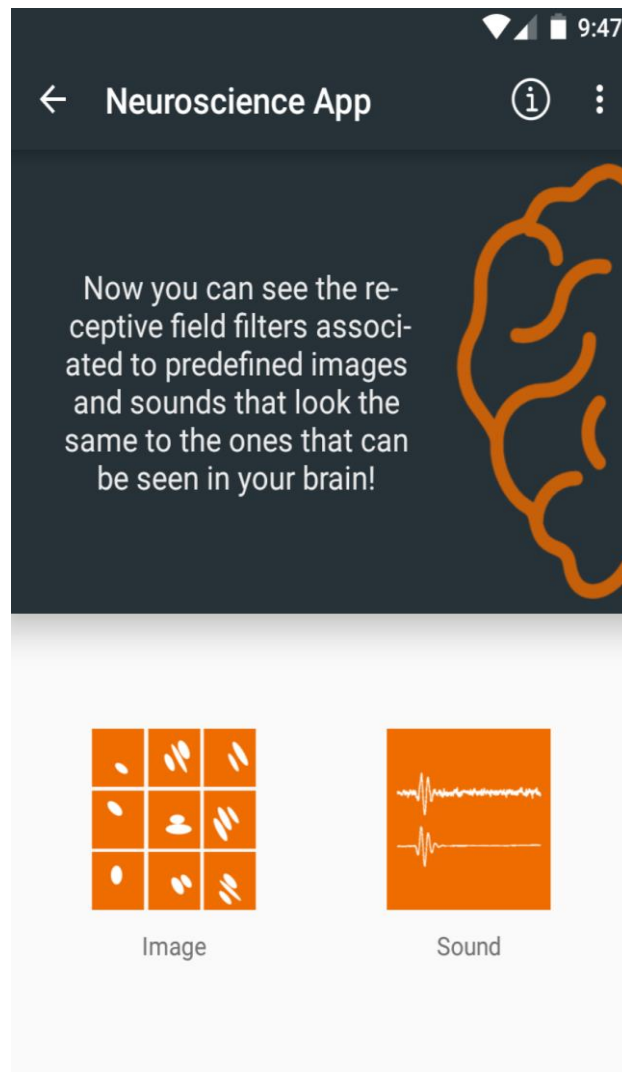 9:47
Neuroscience App
Now you can see the re-
ceptive field filters associ-
ated to predefined images
and sounds that look the
same to the ones that can
be seen in your brain!
Image
Sound